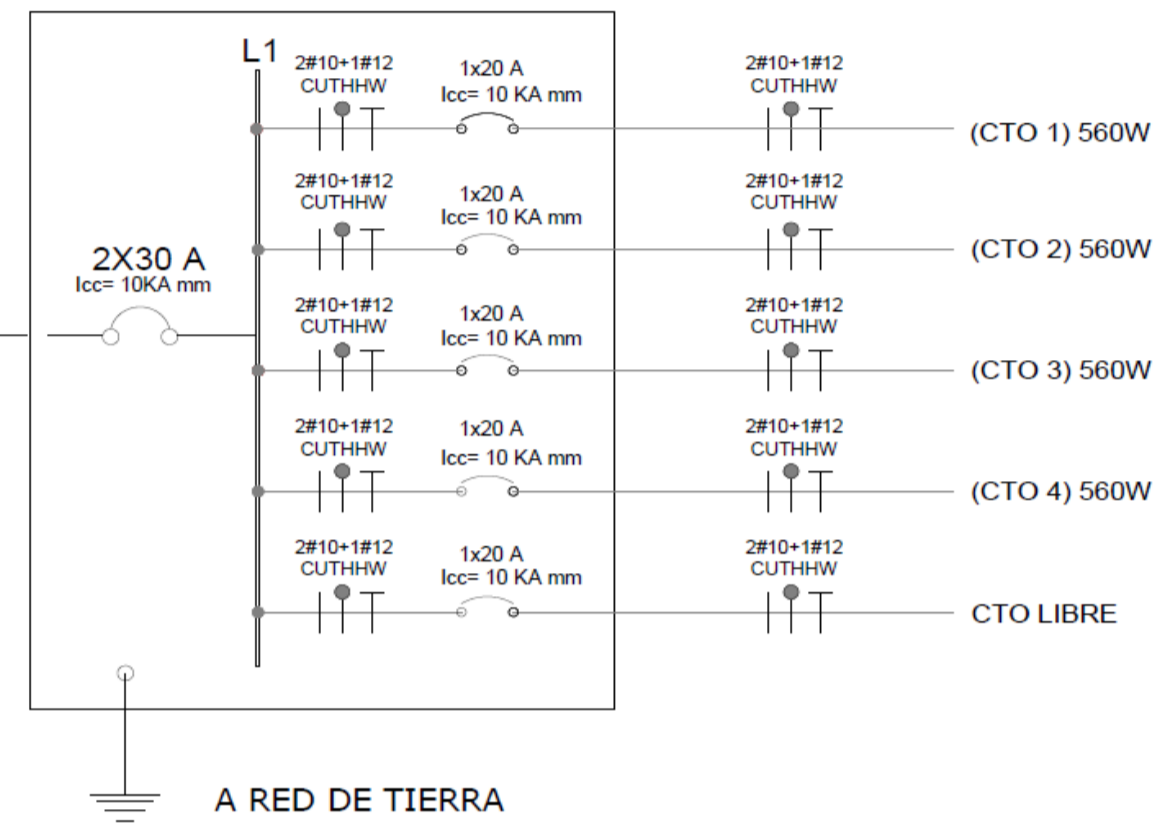 L1
2#10+1#12
CUTHHW
1x20 A
Icc= 10 KA mm
2#10+1#12
CUTHHW
(CTO 1) 560W
2#10+1#12
CUTHHW
1x20 A
Icc= 10 KA mm
2#10+1#12
CUTHHW
(CTO 2) 560W
2X30 A
Icc= 10KA mm
2#10+1#12
CUTHHW
1x20 A
Icc= 10 KA mm
2#10+1#12
CUTHHW
(CTO 3) 560W
2#10+1#12
CUTHHW
1x20 A
Icc= 10 KA mm
2#10+1#12
CUTHHW
(CTO 4) 560W
2#10+1#12
CUTHHW
1x20 A
Icc= 10 KA mm
2#10+1#12
CUTHHW
CTO LIBRE
A RED DE TIERRA